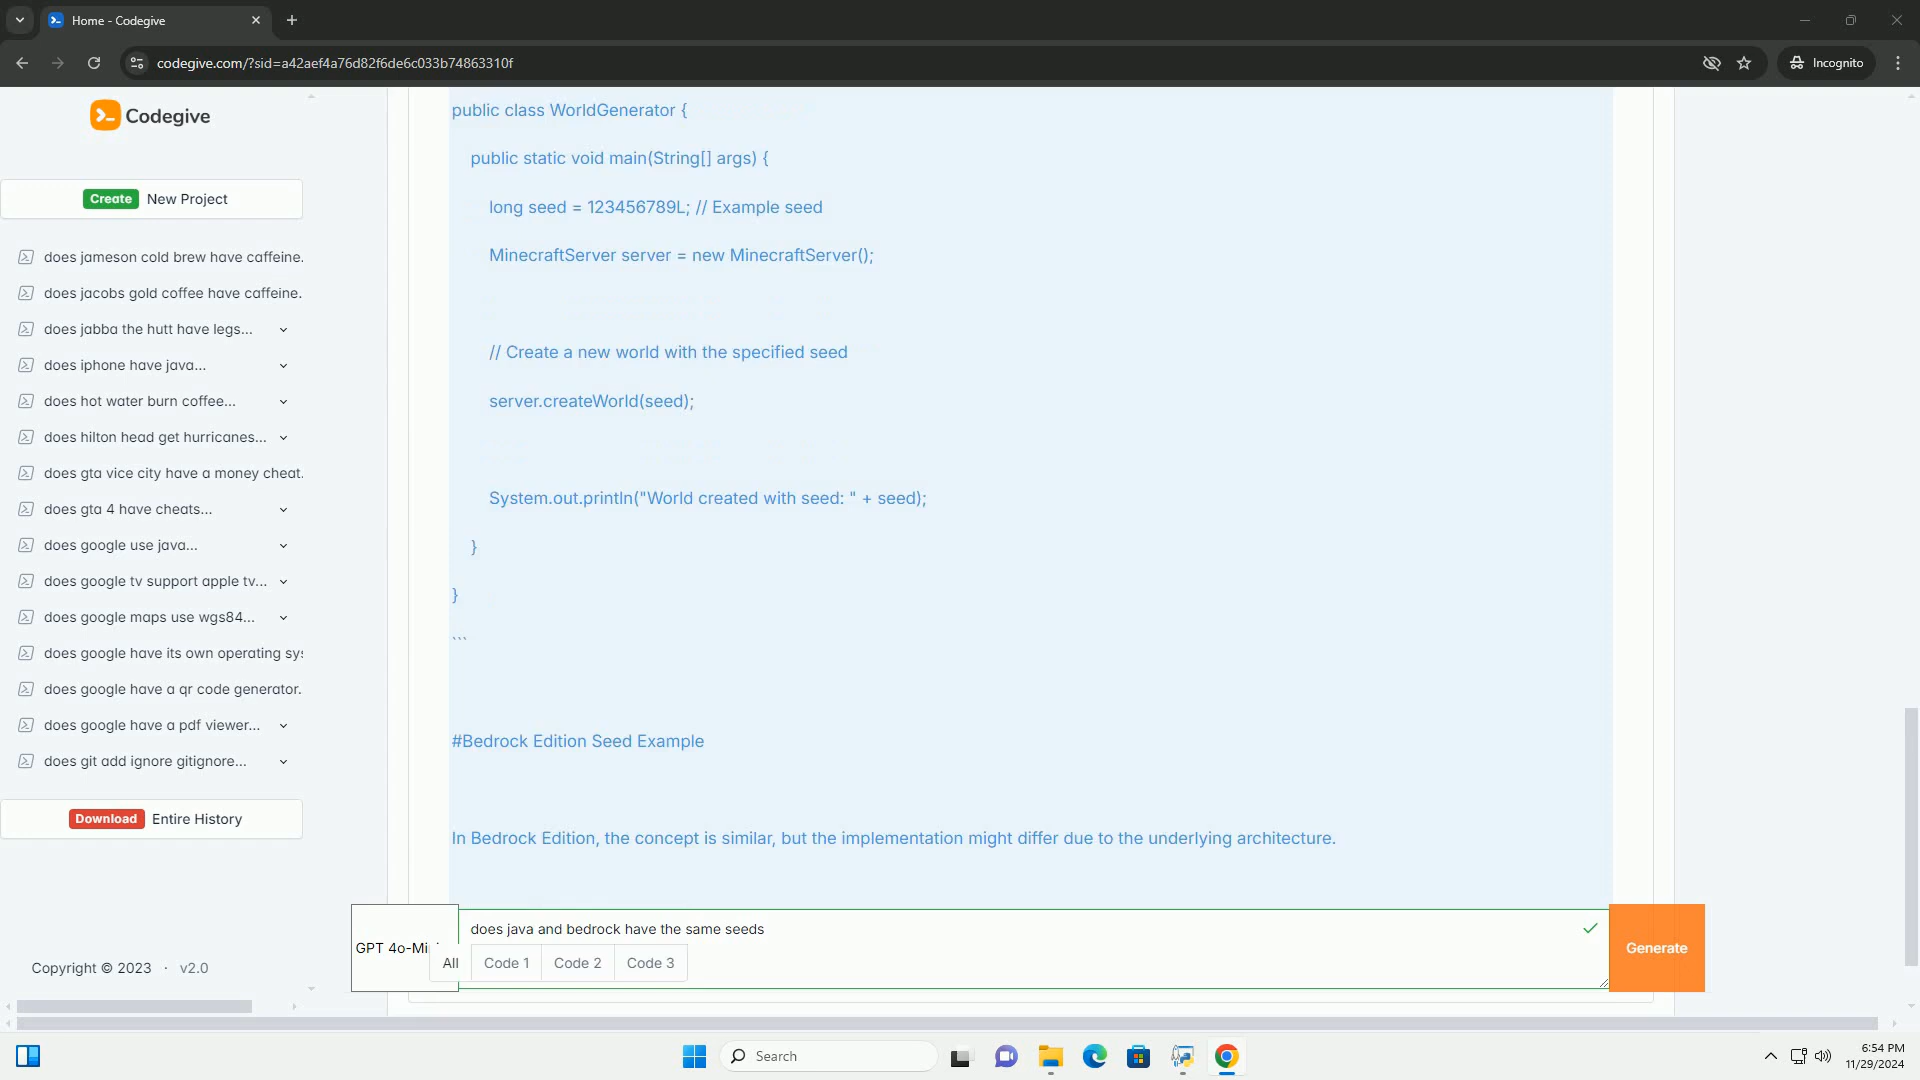 Home - Codegive
codegive.com/?sid=a42aef4a76d82f6de6c033b74863310f
Incognito
Codegive
Create New Project
does jameson cold brew have caffeine.
does jacobs gold coffee have caffeine.
does jabba the hutt have legs...
does iphone have java...
does hot water burn coffee...
does hilton head get hurricanes...
does gta vice city have a money cheat.
does gta 4 have cheats...
does google use java...
does google tv support apple tv...
does google maps use wgs84...
does google have its own operating sys
does google have a qr code generator.
does google have a pdf viewer...
does git add ignore gitignore...
Download Entire History
Copyright © 2023 · v2.0
public class WorldGenerator {
public static void main(String[] args) {
long seed = 123456789L; // Example seed
MinecraftServer server = new MinecraftServer();
// Create a new world with the specified seed
server.createWorld(seed);
System.out.println("World created with seed: " + seed);
}
}
```
#Bedrock Edition Seed Example
In Bedrock Edition, the concept is similar, but the implementation might differ due to the underlying architecture.
GPT 4o-Mi
does java and bedrock have the same seeds
All Code 1 Code 2 Code 3
Generate
Search
6:54 PM
11/29/2024